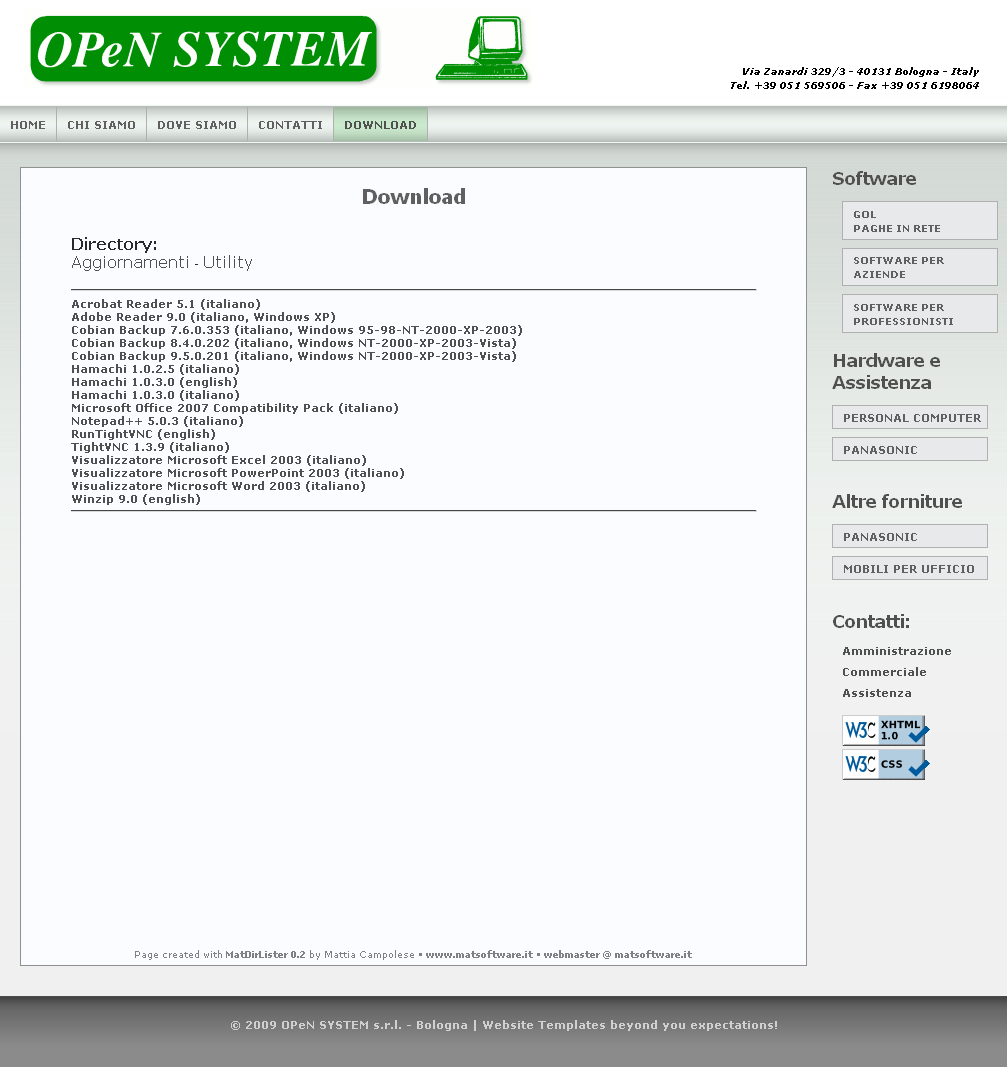 OPeN SYSTEM
Via Zanardi 329/3 - 40131 Bologna - Italy
Tel. +39 051 569506 - Fax +39 051 6198064
HOME
CHI SIAMO
DOVE SIAMO
CONTATTI
DOWNLOAD
Download
Directory:
Aggiornamenti - Utility
Acrobat Reader 5.1 (italiano)
Adobe Reader 9.0 (italiano, Windows XP)
Cobian Backup 7.6.0.353 (italiano, Windows 95-98-NT-2000-XP-2003)
Cobian Backup 8.4.0.202 (italiano, Windows NT-2000-XP-2003-Vista)
Cobian Backup 9.5.0.201 (italiano, Windows NT-2000-XP-2003-Vista)
Hamachi 1.0.2.5 (italiano)
Hamachi 1.0.3.0 (english)
Hamachi 1.0.3.0 (italiano)
Microsoft Office 2007 Compatibility Pack (italiano)
Notepad++ 5.0.3 (italiano)
RunTightVNC (english)
TightVNC 1.3.9 (italiano)
Visualizzatore Microsoft Excel 2003 (italiano)
Visualizzatore Microsoft PowerPoint 2003 (italiano)
Visualizzatore Microsoft Word 2003 (italiano)
Winzip 9.0 (english)
Page created with MatDirLister 0.2 by Mattia Campolese • www.matsoftware.it • webmaster @ matsoftware.it
Software
GOL
PAGHE IN RETE
SOFTWARE PER
AZIENDE
SOFTWARE PER
PROFESSIONISTI
Hardware e
Assistenza
PERSONAL COMPUTER
PANASONIC
Altre forniture
PANASONIC
MOBILI PER UFFICIO
Contatti:
Amministrazione
Commerciale
Assistenza
W3C XHTML
1.0
W3C CSS
© 2009 OPeN SYSTEM s.r.l. - Bologna | Website Templates beyond you expectations!